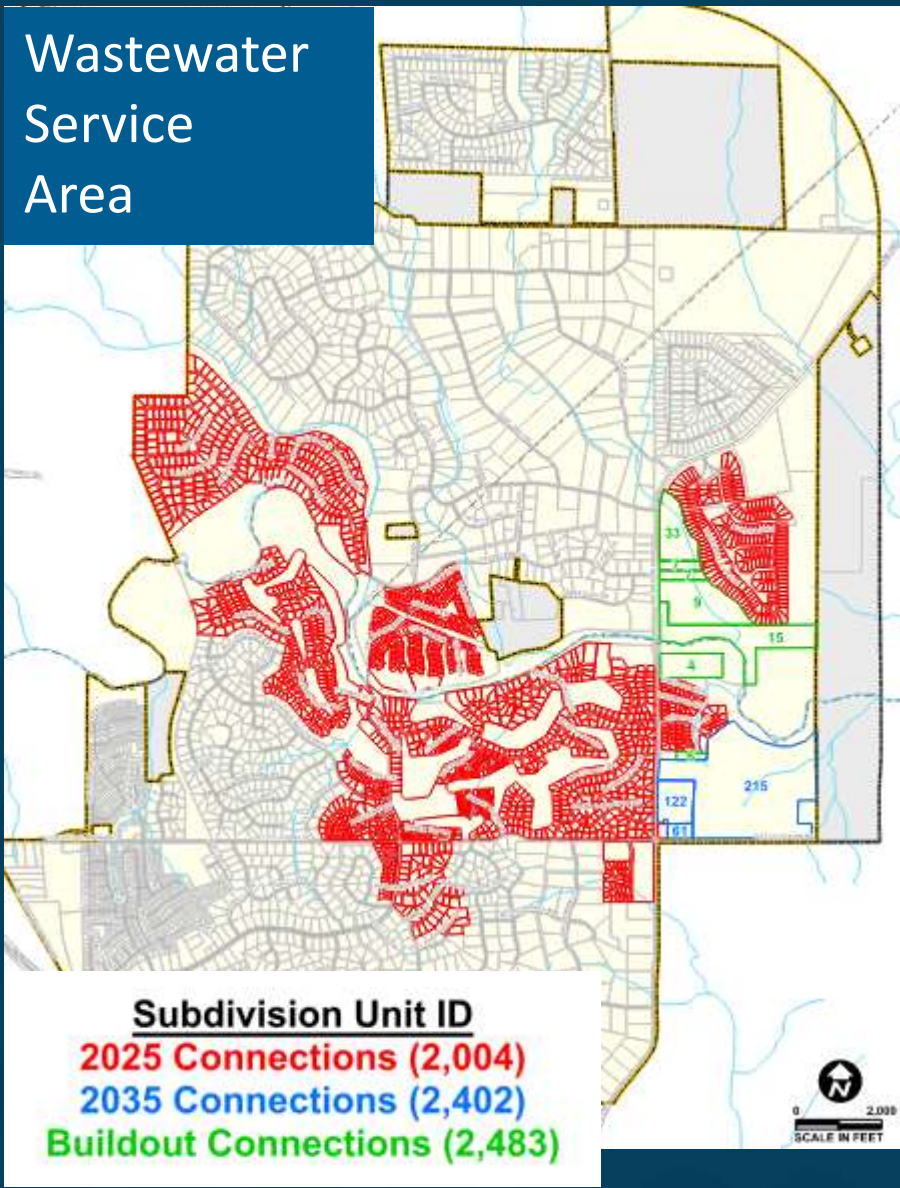 Wastewater
Service
Area
33
9
15
4
215
122
61
Subdivision Unit ID
2025 Connections (2,004)
2035 Connections (2,402)
Buildout Connections (2,483)
N
0 2,000
SCALE IN FEET